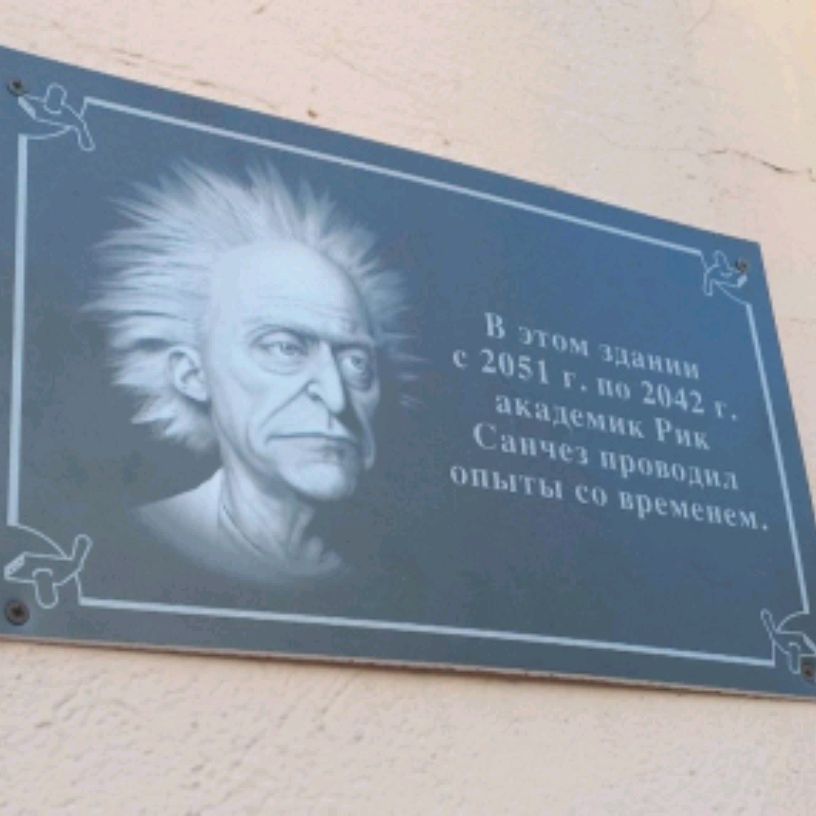 В этом здании
с 2051 г. по 2042 г.
академик Рик
Санчез проводил
опыты со временем.